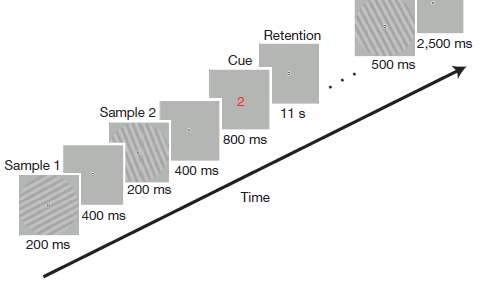 Sample 1
200 ms
400 ms
Sample 2
200 ms
400 ms
Cue
2
800 ms
Retention
11 s
500 ms
2,500 ms
Time